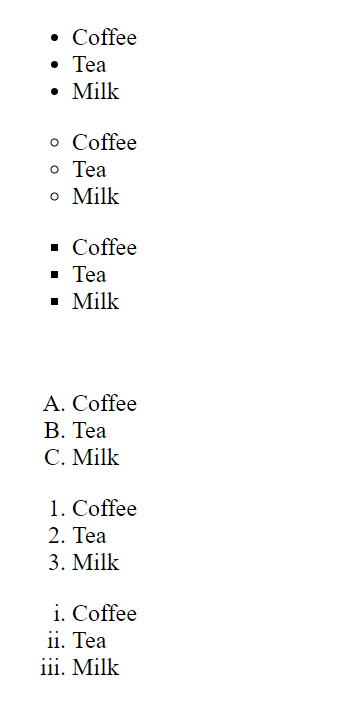 • Coffee
• Tea
• Milk
◦ Coffee
◦ Tea
◦ Milk
▪ Coffee
▪ Tea
▪ Milk
A. Coffee
B. Tea
C. Milk
1. Coffee
2. Tea
3. Milk
i. Coffee
ii. Tea
iii. Milk